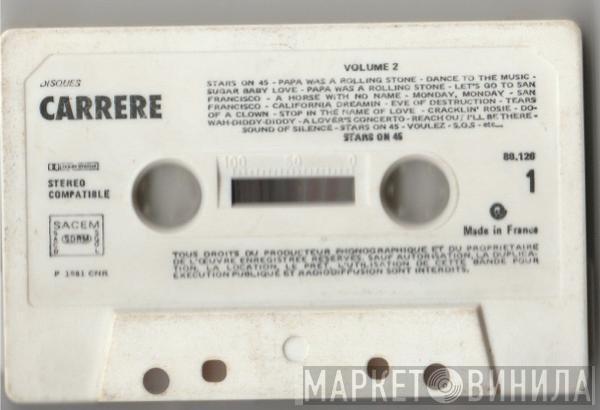 VOLUME 2
DISQUES
CARRERE
STARS ON 45 - PAPA WAS A ROLLING STONE - DANCE TO THE MUSIC -
SUGAR BABY LOVE - PAPA WAS A ROLLING STONE - LET'S GO TO SAN
FRANCISCO - A HORSE WITH NO NAME - MONDAY, MONDAY - SAN
FRANCISCO - CALIFORNIA DREAMIN - EVE OF DESTRUCTION - TEARS
OF A CLOWN - STOP IN THE NAME OF LOVE - CRACKLIN' ROSIE - DO-
WAH-DIDDY-DIDDY - A LOVER'S CONCERTO - REACH OUT I'LL BE THERE -
SOUND OF SILENCE - STARS ON 45 - VOULEZ - S.O.S - etc...
STARS ON 45
STEREO
COMPATIBLE
100 50 0
80.126
1
SACEM
SDRM
SACD
SGDL
Made in France
P 1981 CNR
TOUS DROITS DU PRODUCTEUR PHONOGRAPHIQUE ET DU PROPRIETAIRE
DE L'ŒUVRE ENREGISTREE RESERVES. SAUF AUTORISATION, LA DUPLICA-
TION, LA LOCATION, LE PRET, L'UTILISATION DE CETTE BANDE POUR
EXECUTION PUBLIQUE ET RADIODIFFUSION SONT INTERDITS.
МАРКЕТ ВИНИЛА